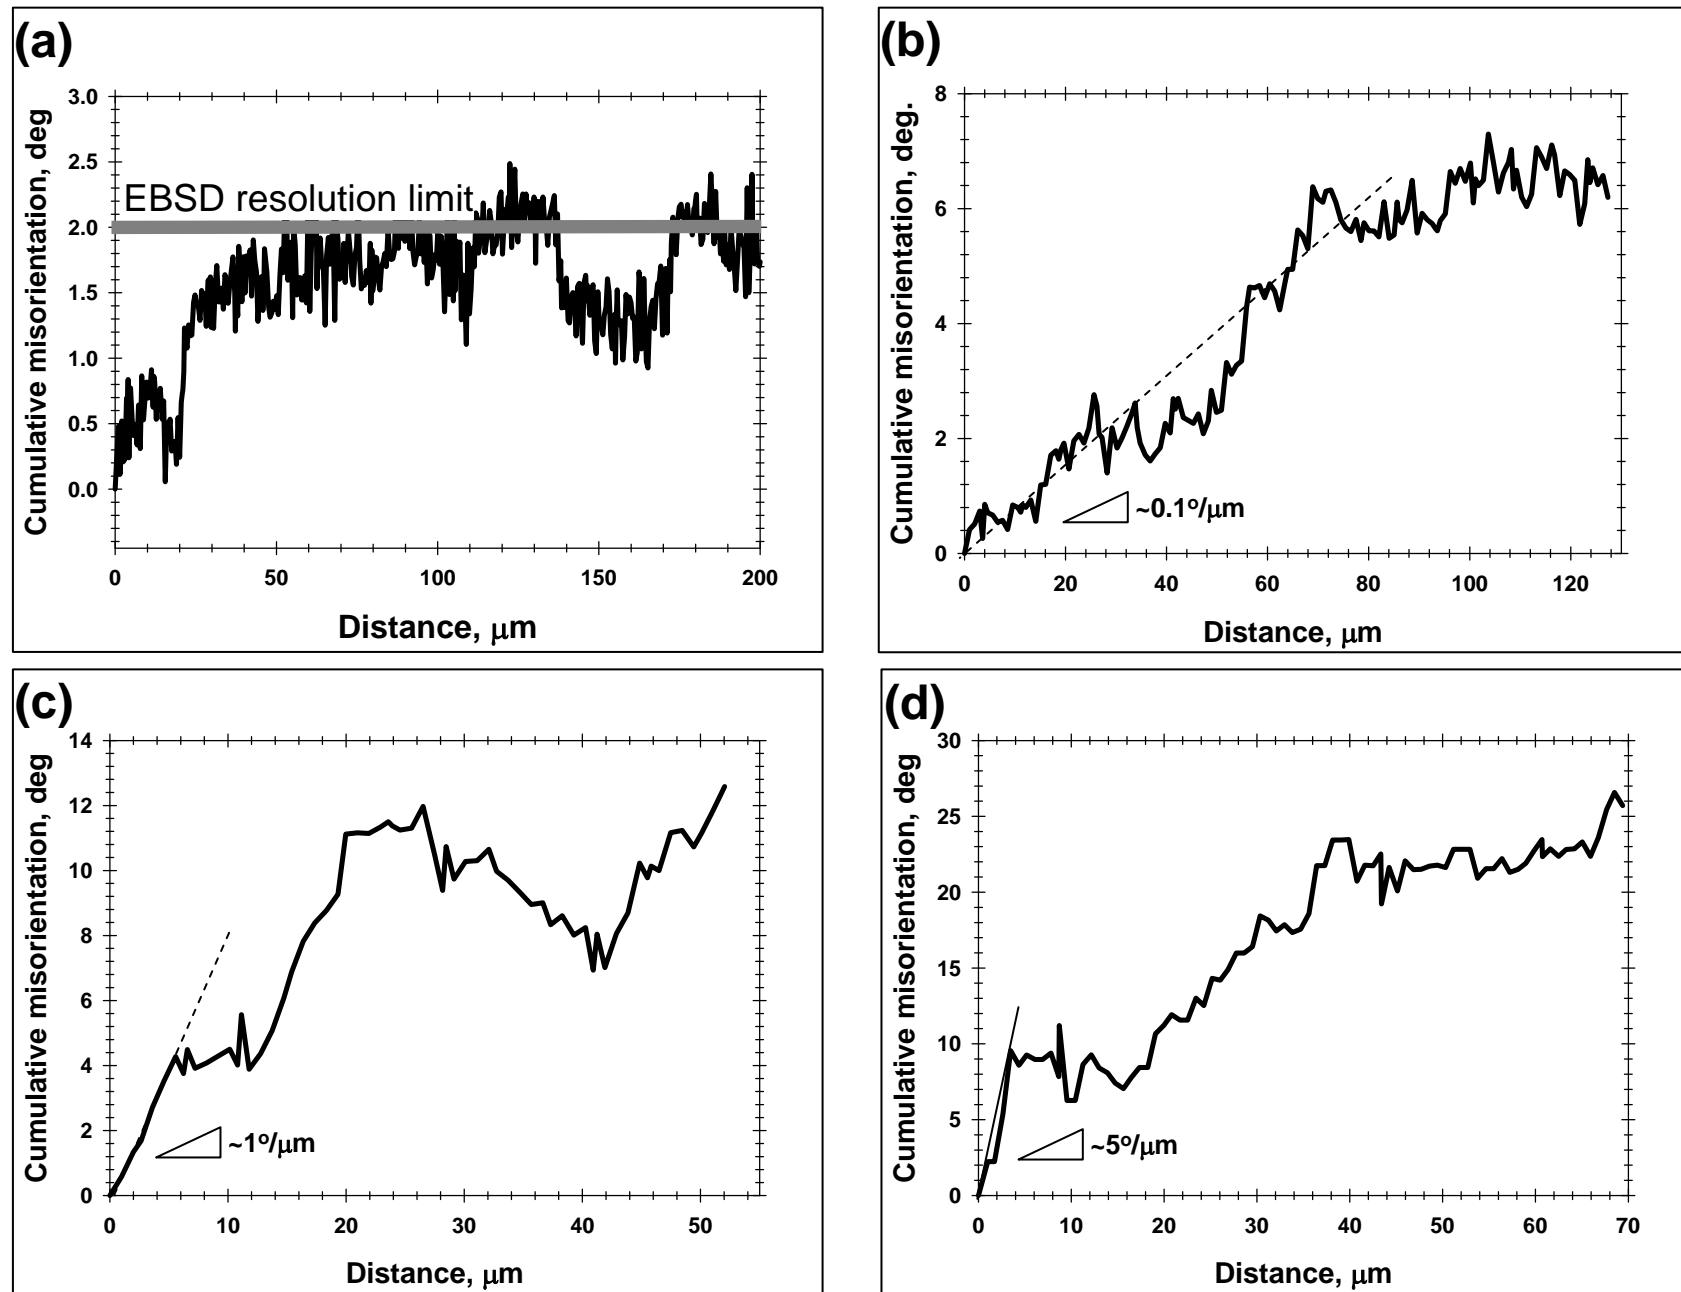 (a)
Cumulative misorientation, deg
3.0
2.5
2.0
1.5
1.0
0.5
0.0
EBSD resolution limit
0 50 100 150 200
Distance, μm
(b)
Cumulative misorientation, deg.
8
6
4
2
0
~0.1º/μm
0 20 40 60 80 100 120
Distance, μm
(c)
Cumulative misorientation, deg
14
12
10
8
6
4
2
0
~1º/μm
0 10 20 30 40 50
Distance, μm
(d)
Cumulative misorientation, deg
30
25
20
15
10
5
0
~5º/μm
0 10 20 30 40 50 60 70
Distance, μm